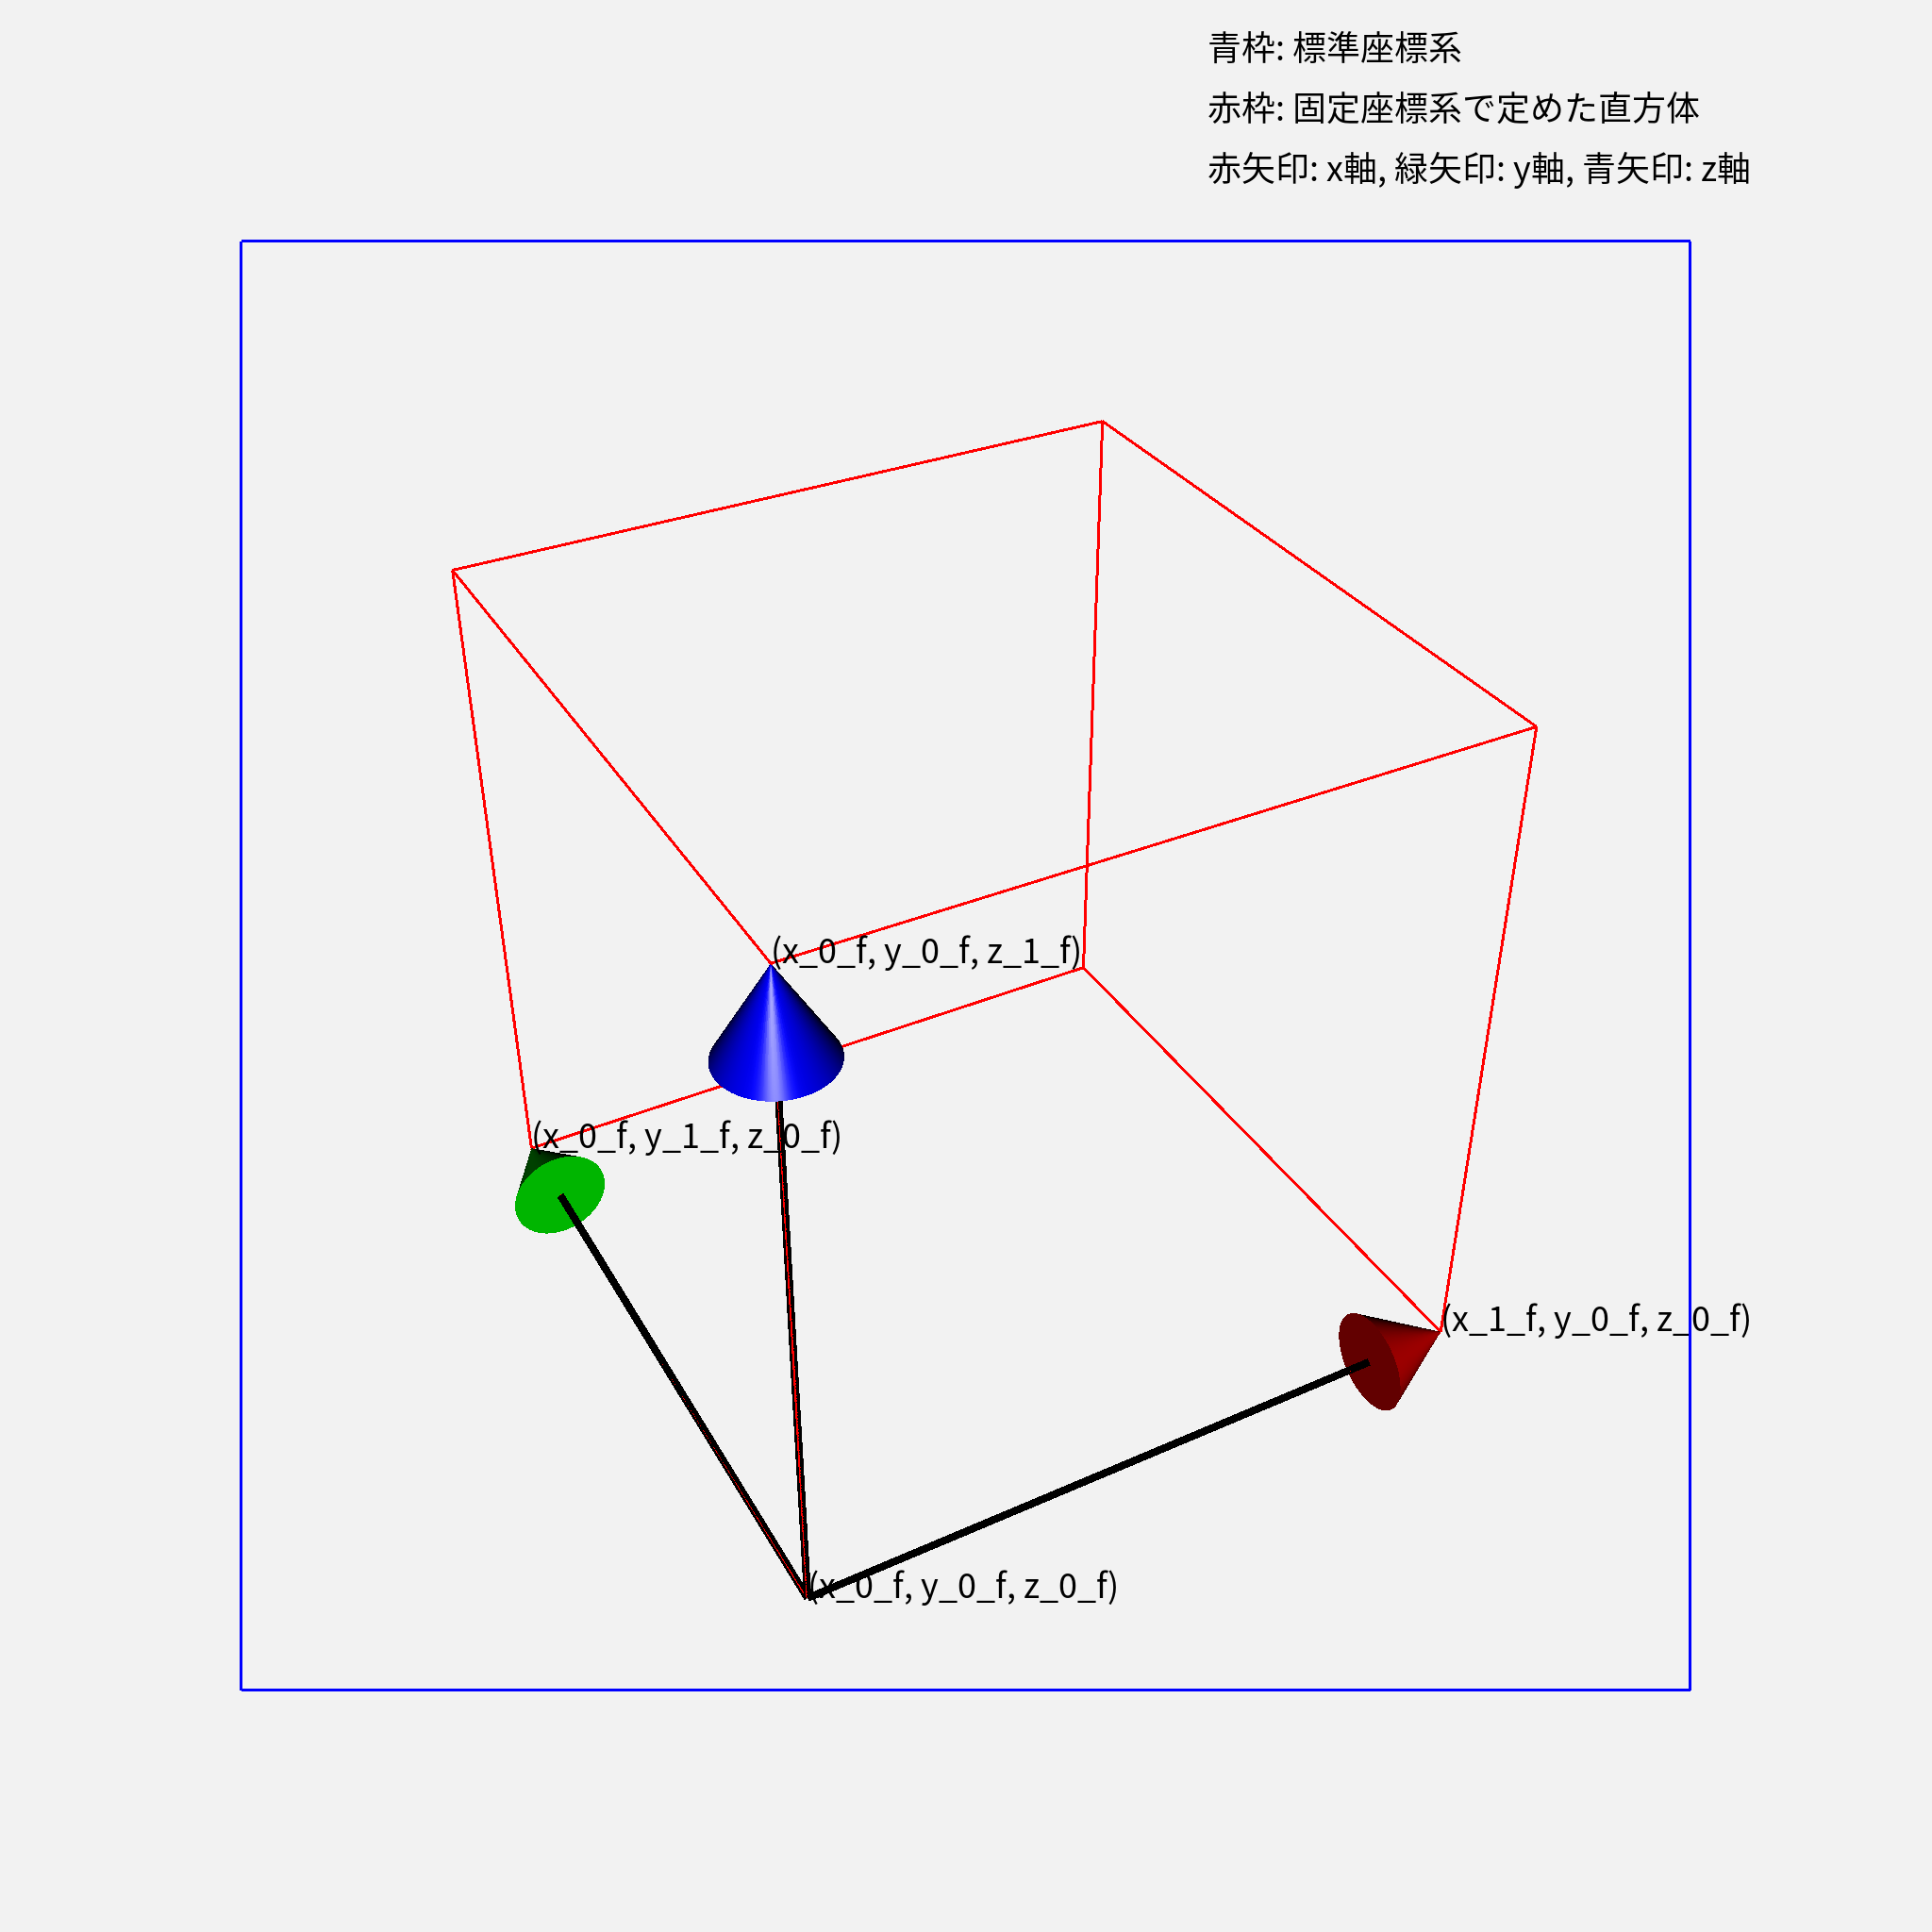 青枠: 標準座標系
赤枠: 固定座標系で定めた直方体
赤矢印: x軸, 緑矢印: y軸, 青矢印: z軸
(x_0_f, y_0_f, z_1_f)
(x_0_f, y_1_f, z_0_f)
(x_1_f, y_0_f, z_0_f)
(x_0_f, y_0_f, z_0_f)